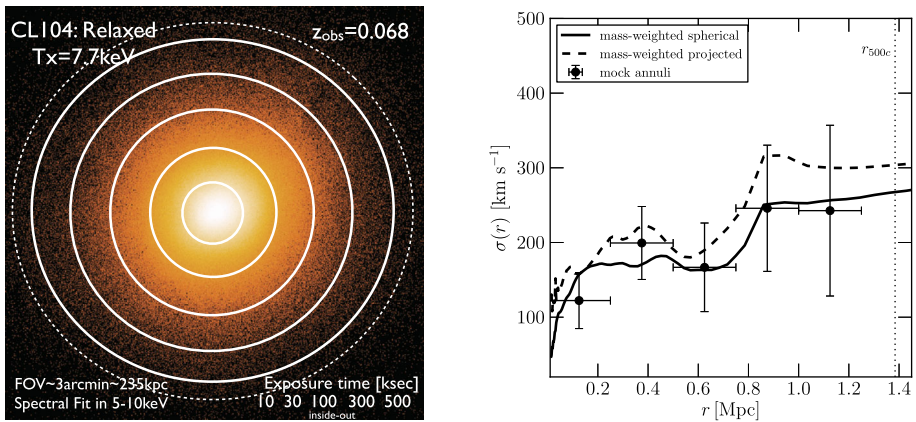 CL104: Relaxed
Tx=7.7keV
zobs=0.068
FOV~3arcmin~235kpc
Spectral Fit in 5-10keV
Exposure time [ksec]
10 30 100 300 500
inside-out
500
400
300
200
100
σ(r) [km s⁻¹]
mass-weighted spherical
mass-weighted projected
mock annuli
r500c
0.2 0.4 0.6 0.8 1.0 1.2 1.4
r [Mpc]